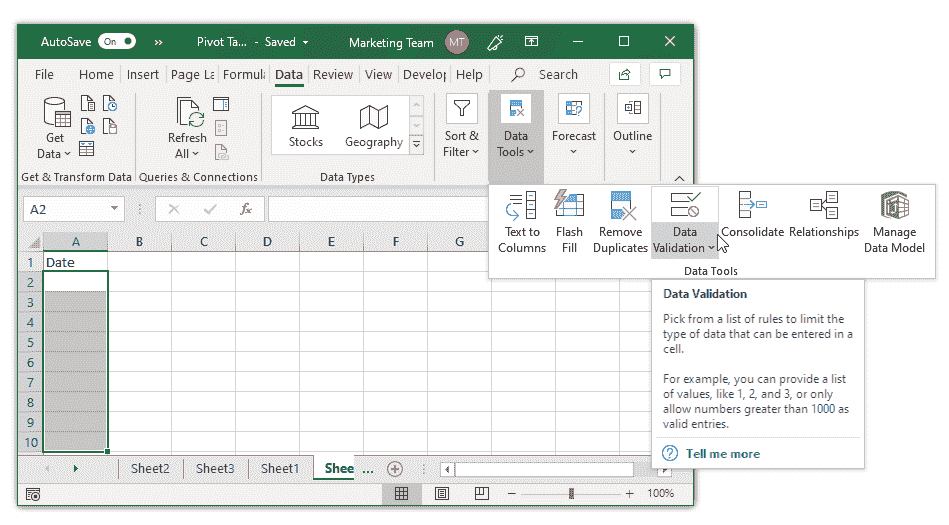 AutoSave On » Pivot Ta... - Saved Marketing Team MT
File Home Insert Page La Formula Data Review View Develop Help Search
Get
Data
Refresh
All
Stocks Geography
Sort &
Filter
Data
Tools
Forecast
Outline
Get & Transform Data Queries & Connections Data Types
A2 fx
Text to
Columns
Flash
Fill
Remove
Duplicates
Data
Validation
Consolidate
Relationships
Manage
Data Model
Data Tools
A B C D E F G
1 Date
2
3
4
5
6
7
8
9
10
Data Validation
Pick from a list of rules to limit the
type of data that can be entered in a
cell.
For example, you can provide a list
of values, like 1, 2, and 3, or only
allow numbers greater than 1000 as
valid entries.
? Tell me more
Sheet2 Sheet3 Sheet1 Shee ...
100%